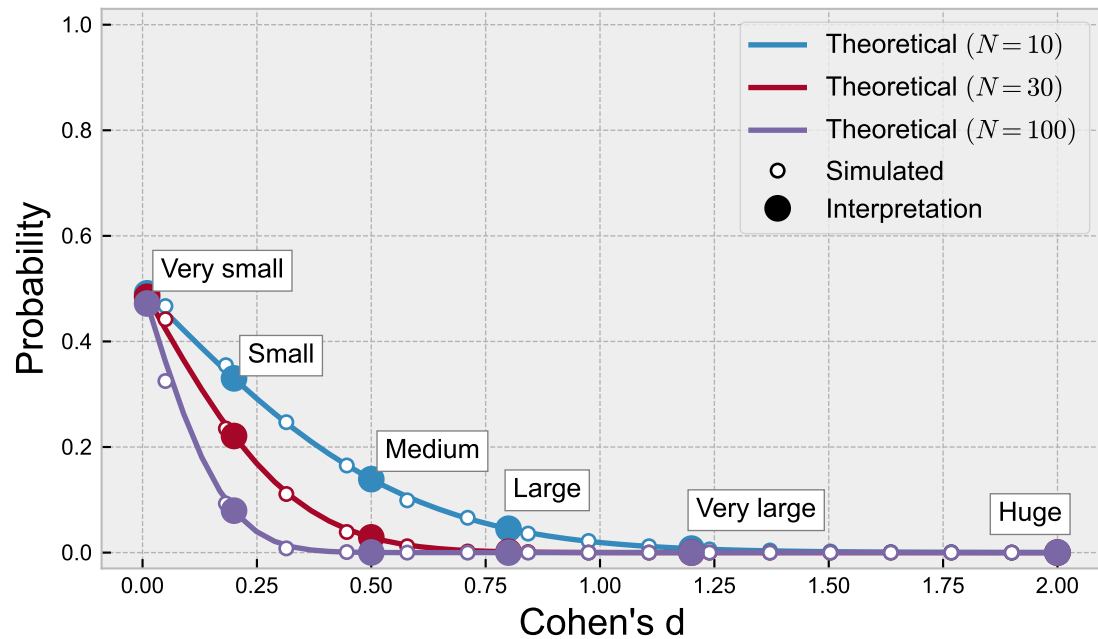 Theoretical (N = 10)
Theoretical (N = 30)
Theoretical (N = 100)
Simulated
Interpretation
Very small
Small
Medium
Large
Very large
Huge
Probability
1.0
0.8
0.6
0.4
0.2
0.0
0.00 0.25 0.50 0.75 1.00 1.25 1.50 1.75 2.00
Cohen's d